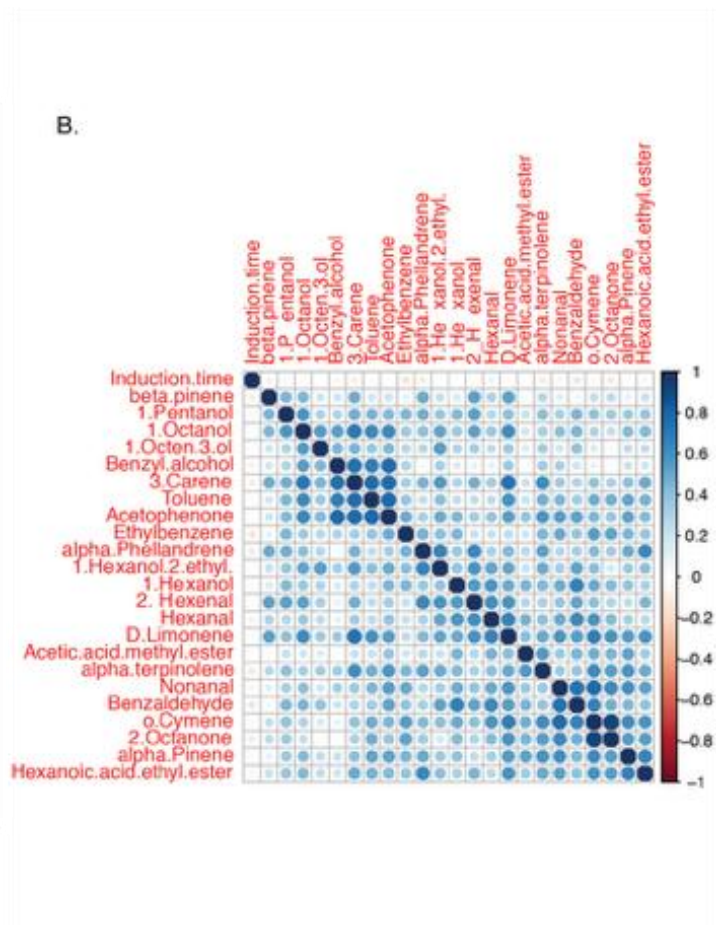 B.
Induction.time
beta.pinene
1.P entanol
1.Octanol
1.Octen.3.ol
Benzyl.alcohol
3.Carene
Toluene
Acetophenone
Ethylbenzene
alpha.Phellandrene
1.He xanol.2.ethyl.
1.He xanol
2_H exenal
Hexanal
D.Limonene
Acetic.acid.methyl.ester
alpha.terpinolene
Nonanal
Benzaldehyde
o.Cymene
2.Octanone
alpha.Pinene
Hexanoic.acid.ethyl.ester
Induction.time
beta.pinene
1.Pentanol
1.Octanol
1.Octen.3.ol
Benzyl.alcohol
3.Carene
Toluene
Acetophenone
Ethylbenzene
alpha.Phellandrene
1.Hexanol.2.ethyl.
1.Hexanol
2. Hexenal
Hexanal
D.Limonene
Acetic.acid.methyl.ester
alpha.terpinolene
Nonanal
Benzaldehyde
o.Cymene
2.Octanone
alpha.Pinene
Hexanoic.acid.ethyl.ester
1
0.8
0.6
0.4
0.2
0
-0.2
-0.4
-0.6
-0.8
-1